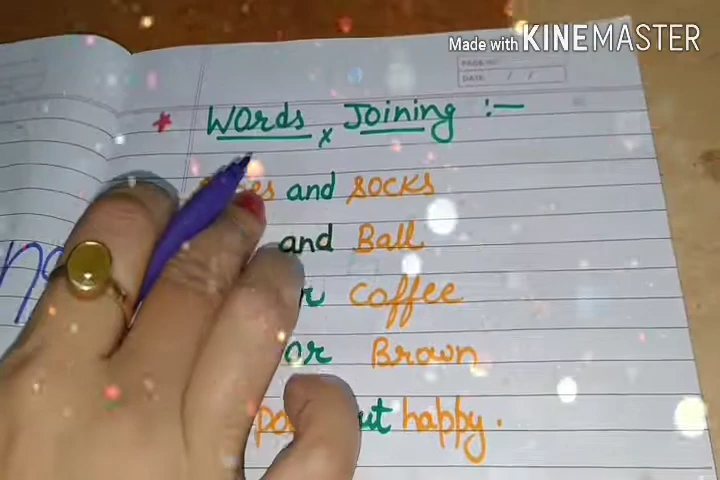 Made with KINEMASTER
PAGE NO.
DATE: / /
* Words x Joining :-
and socks
and Ball
Coffee
or Brown
happy.